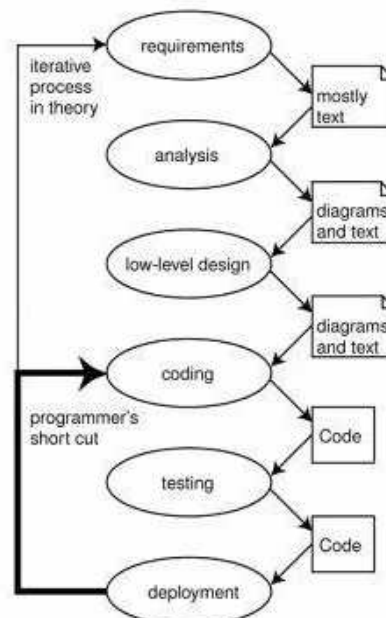 requirements
iterative
process
in theory
mostly
text
analysis
diagrams
and text
low-level design
diagrams
and text
coding
programmer's
short cut
Code
testing
Code
deployment